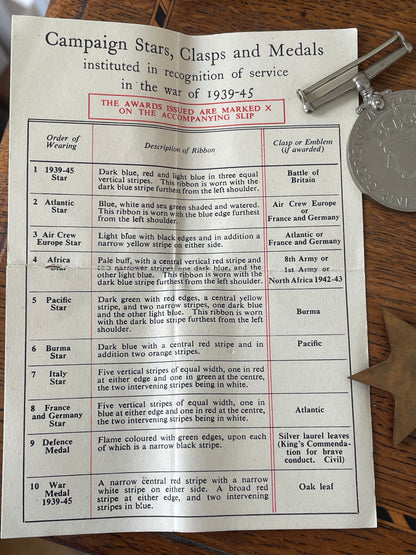 Campaign Stars, Clasps and Medals
instituted in recognition of service
in the war of 1939-45
THE AWARDS ISSUED ARE MARKED X
ON THE ACCOMPANYING SLIP
Order of
Wearing
Description of Ribbon
Clasp or Emblem
(if awarded)
1 1939-45
Star
Dark blue, red and light blue in three equal
vertical stripes. This ribbon is worn with the
dark blue stripe furthest from the left shoulder.
Battle of
Britain
2 Atlantic
Star
Blue, white and sea green shaded and watered.
This ribbon is worn with the blue edge furthest
from the left shoulder.
Air Crew Europe
or
France and Germany
3 Air Crew
Europe Star
Light blue with black edges and in addition a
narrow yellow stripe on either side.
Atlantic or
France and Germany
4 Africa
Star
Pale buff, with a central vertical red stripe and
two narrower stripes, one dark blue, and the
other light blue. This ribbon is worn with the
dark blue stripe furthest from the left shoulder.
8th Army or
1st Army or
North Africa 1942-43
5 Pacific
Star
Dark green with red edges, a central yellow
stripe, and two narrow stripes, one dark blue
and the other light blue. This ribbon is worn
with the dark blue stripe furthest from the left
shoulder.
Burma
6 Burma
Star
Dark blue with a central red stripe and in
addition two orange stripes.
Pacific
7 Italy
Star
Five vertical stripes of equal width, one in red
at either edge and one in green at the centre,
the two intervening stripes being in white.
8 France
and Germany
Star
Five vertical stripes of equal width, one in
blue at either edge and one in red at the centre,
the two intervening stripes being in white.
Atlantic
9 Defence
Medal
Flame coloured with green edges, upon each
of which is a narrow black stripe.
Silver laurel leaves
(King's Commenda-
tion for brave
conduct. Civil)
10 War
Medal
1939-45
A narrow central red stripe with a narrow
white stripe on either side. A broad red
stripe at either edge, and two intervening
stripes in blue.
Oak leaf